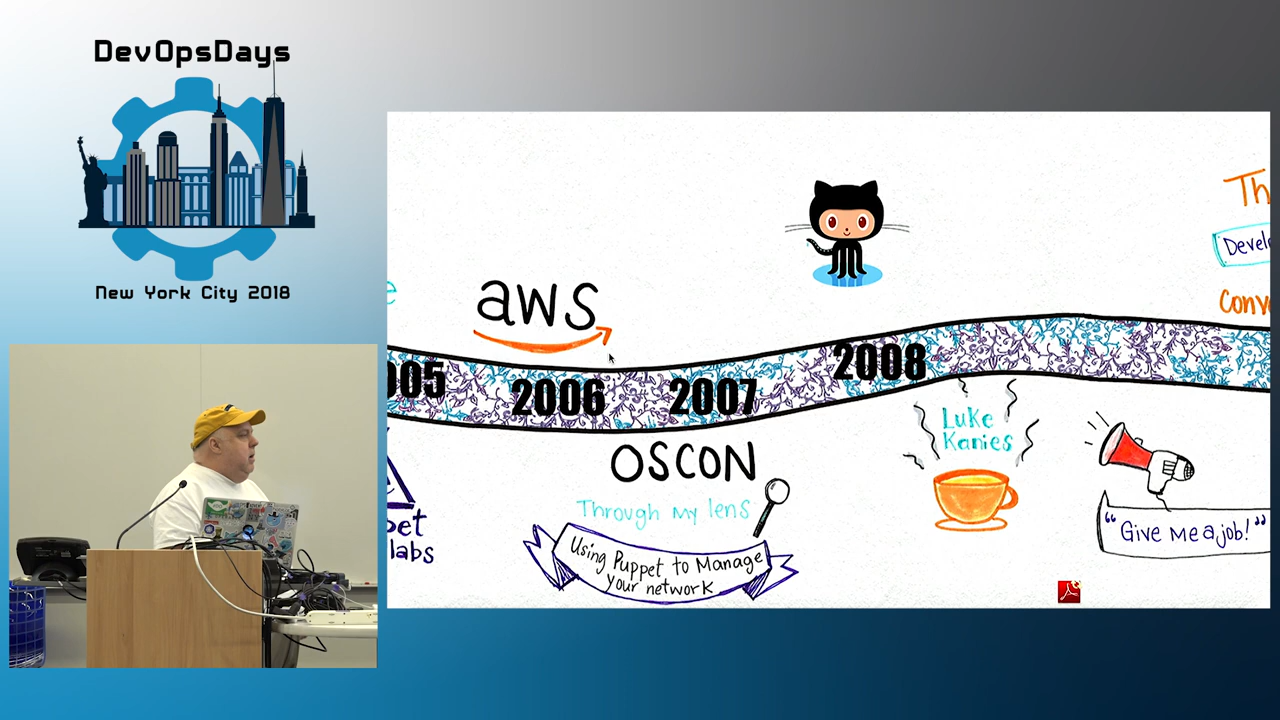 DevOpsDays
New York City 2018
aws
2006
2007
2008
OSCON
Through My lens
Using Puppet to Manage
your network
labs
Luke
Kanies
"Give me a job!"